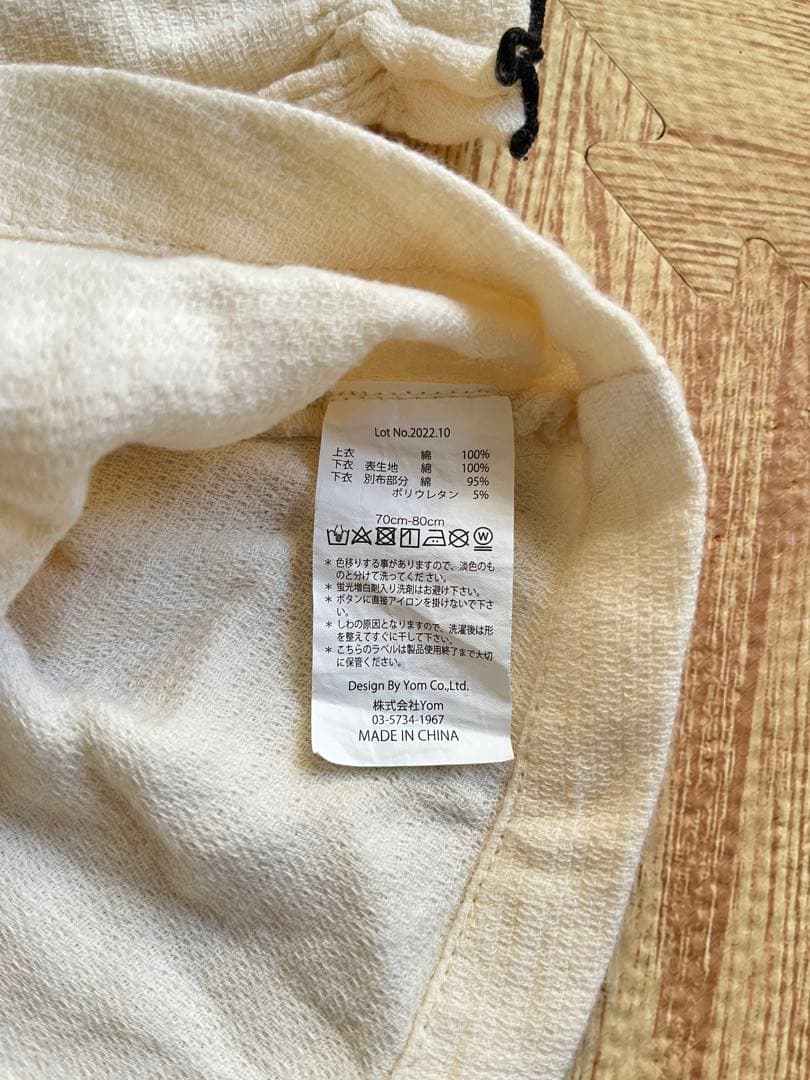 Lot No.2022.10
上衣 綿 100%
下衣 表生地 綿 100%
下衣 別布部分 綿 95%
ポリウレタン 5%
70cm-80cm
W
＊ 色移りする事がありますので、淡色のも
のと分けて洗ってください。
＊ 蛍光増白剤入り洗剤はお避け下さい。
＊ ボタンに直接アイロンを掛けないで下さ
い。
＊ しわの原因となりますので、洗濯後は形
を整えてすぐに干して下さい。
＊ こちらのラベルは製品使用終了まで大切
に保管ください。
Design By Yom Co.,Ltd.
株式会社Yom
03-5734-1967
MADE IN CHINA